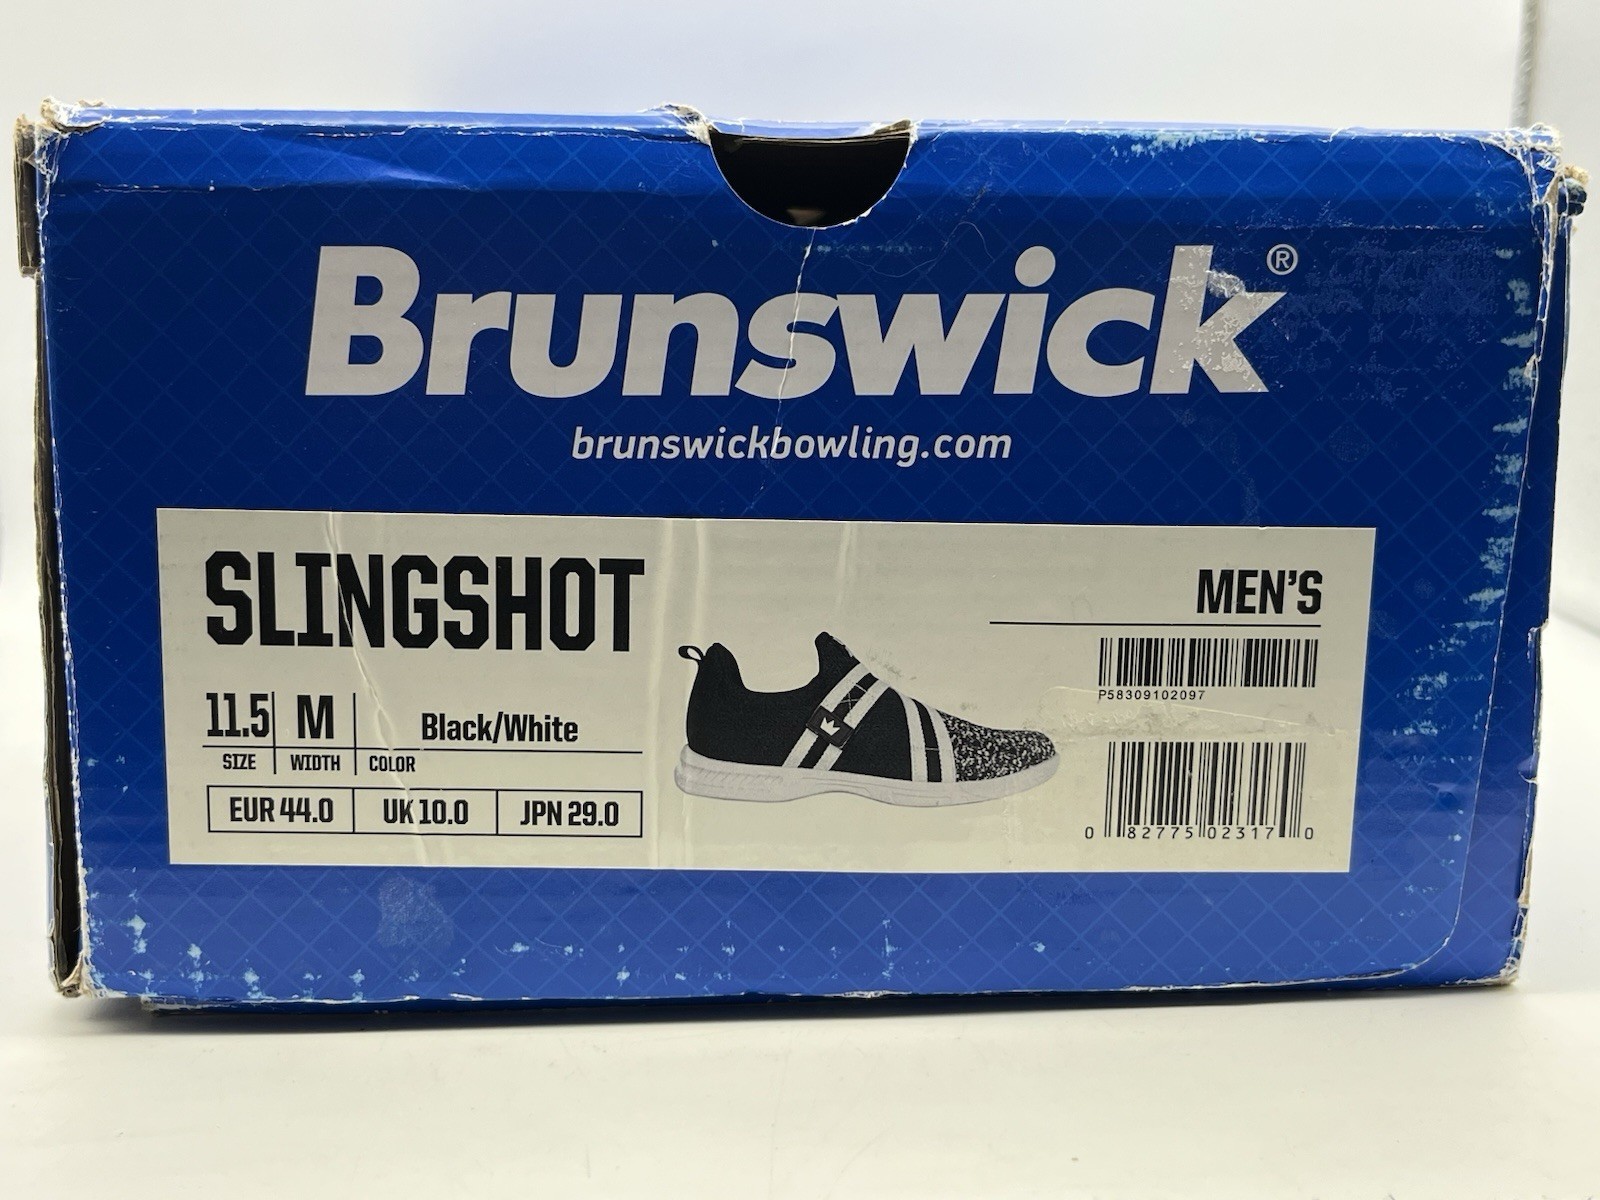 Brunswick®
brunswickbowling.com
SLINGSHOT
MEN'S
P58309102097
11.5 M Black/White
SIZE WIDTH COLOR
EUR 44.0 UK 10.0 JPN 29.0
0 82775 02317 0